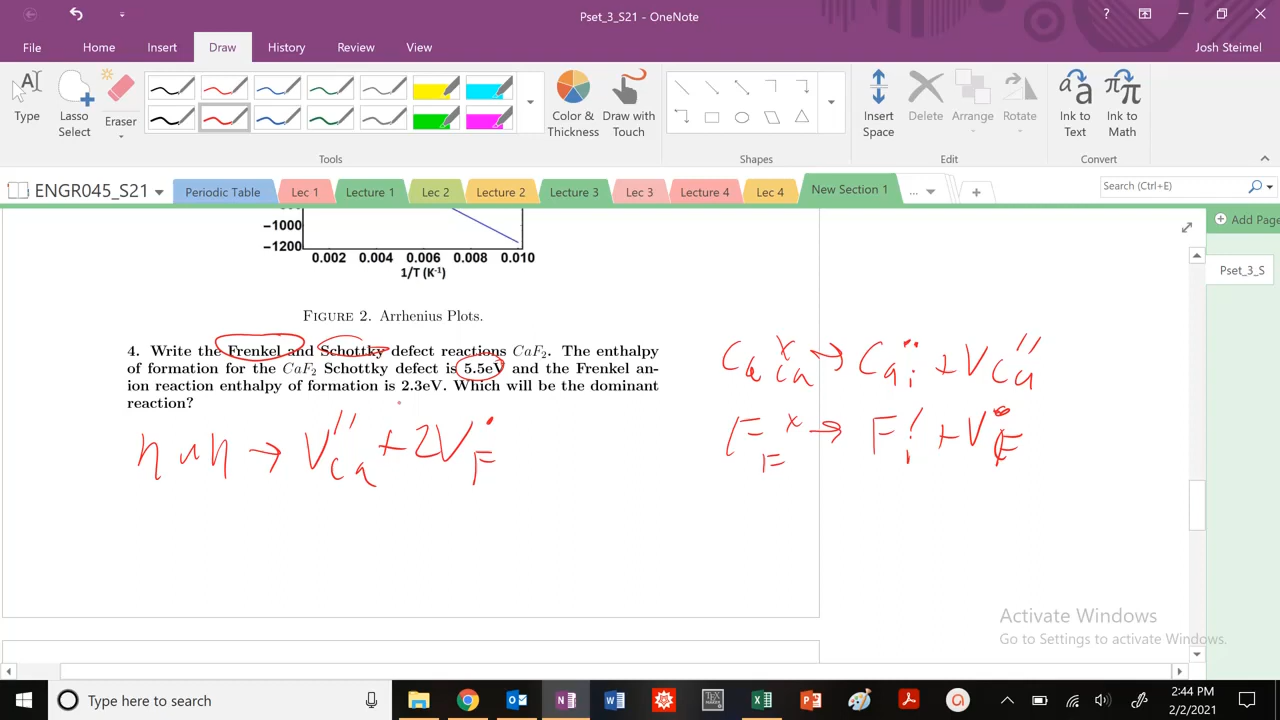 Pset_3_S21 - OneNote
File Home Insert Draw History Review View Josh Steimel
Type Lasso Select Eraser Color & Thickness Draw with Touch Insert Space Delete Arrange Rotate Ink to Text Ink to Math
Tools Shapes Edit Convert
ENGR045_S21 Periodic Table Lec 1 Lecture 1 Lec 2 Lecture 2 Lecture 3 Lec 3 Lecture 4 Lec 4 New Section 1 ... Search (Ctrl+E)
Add Page
Pset_3_S
−1000
−1200
0.002 0.004 0.006 0.008 0.010
1/T (K⁻¹)
FIGURE 2. Arrhenius Plots.
4. Write the Frenkel and Schottky defect reactions CaF₂. The enthalpy
of formation for the CaF₂ Schottky defect is 5.5eV and the Frenkel an-
ion reaction enthalpy of formation is 2.3eV. Which will be the dominant
reaction?
nun → V''Ca + 2V•F
CaˣCa → Ca••i + V''Ca
FˣF → F'i + V•F
Activate Windows
Go to Settings to activate Windows.
Type here to search
2:44 PM
2/2/2021